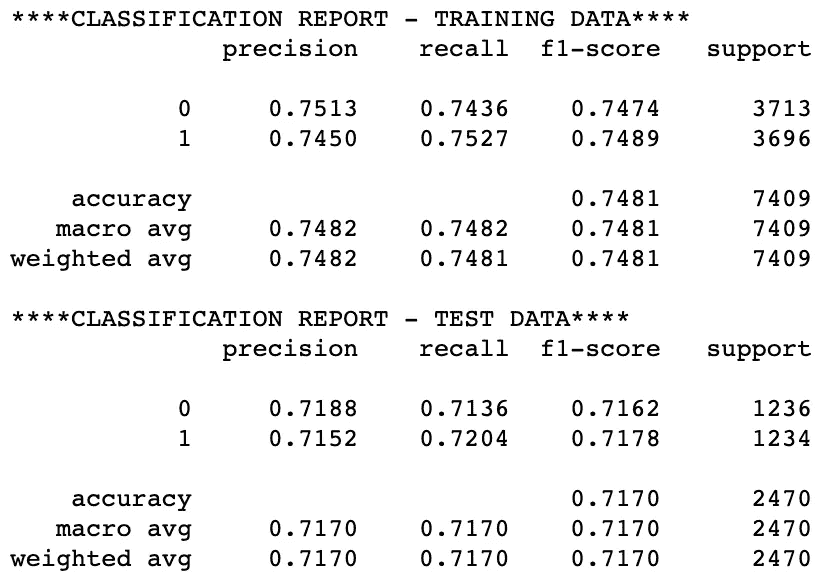 ****CLASSIFICATION REPORT – TRAINING DATA****
precision recall f1-score support
0 0.7513 0.7436 0.7474 3713
1 0.7450 0.7527 0.7489 3696
accuracy 0.7481 7409
macro avg 0.7482 0.7482 0.7481 7409
weighted avg 0.7482 0.7481 0.7481 7409
****CLASSIFICATION REPORT – TEST DATA****
precision recall f1-score support
0 0.7188 0.7136 0.7162 1236
1 0.7152 0.7204 0.7178 1234
accuracy 0.7170 2470
macro avg 0.7170 0.7170 0.7170 2470
weighted avg 0.7170 0.7170 0.7170 2470